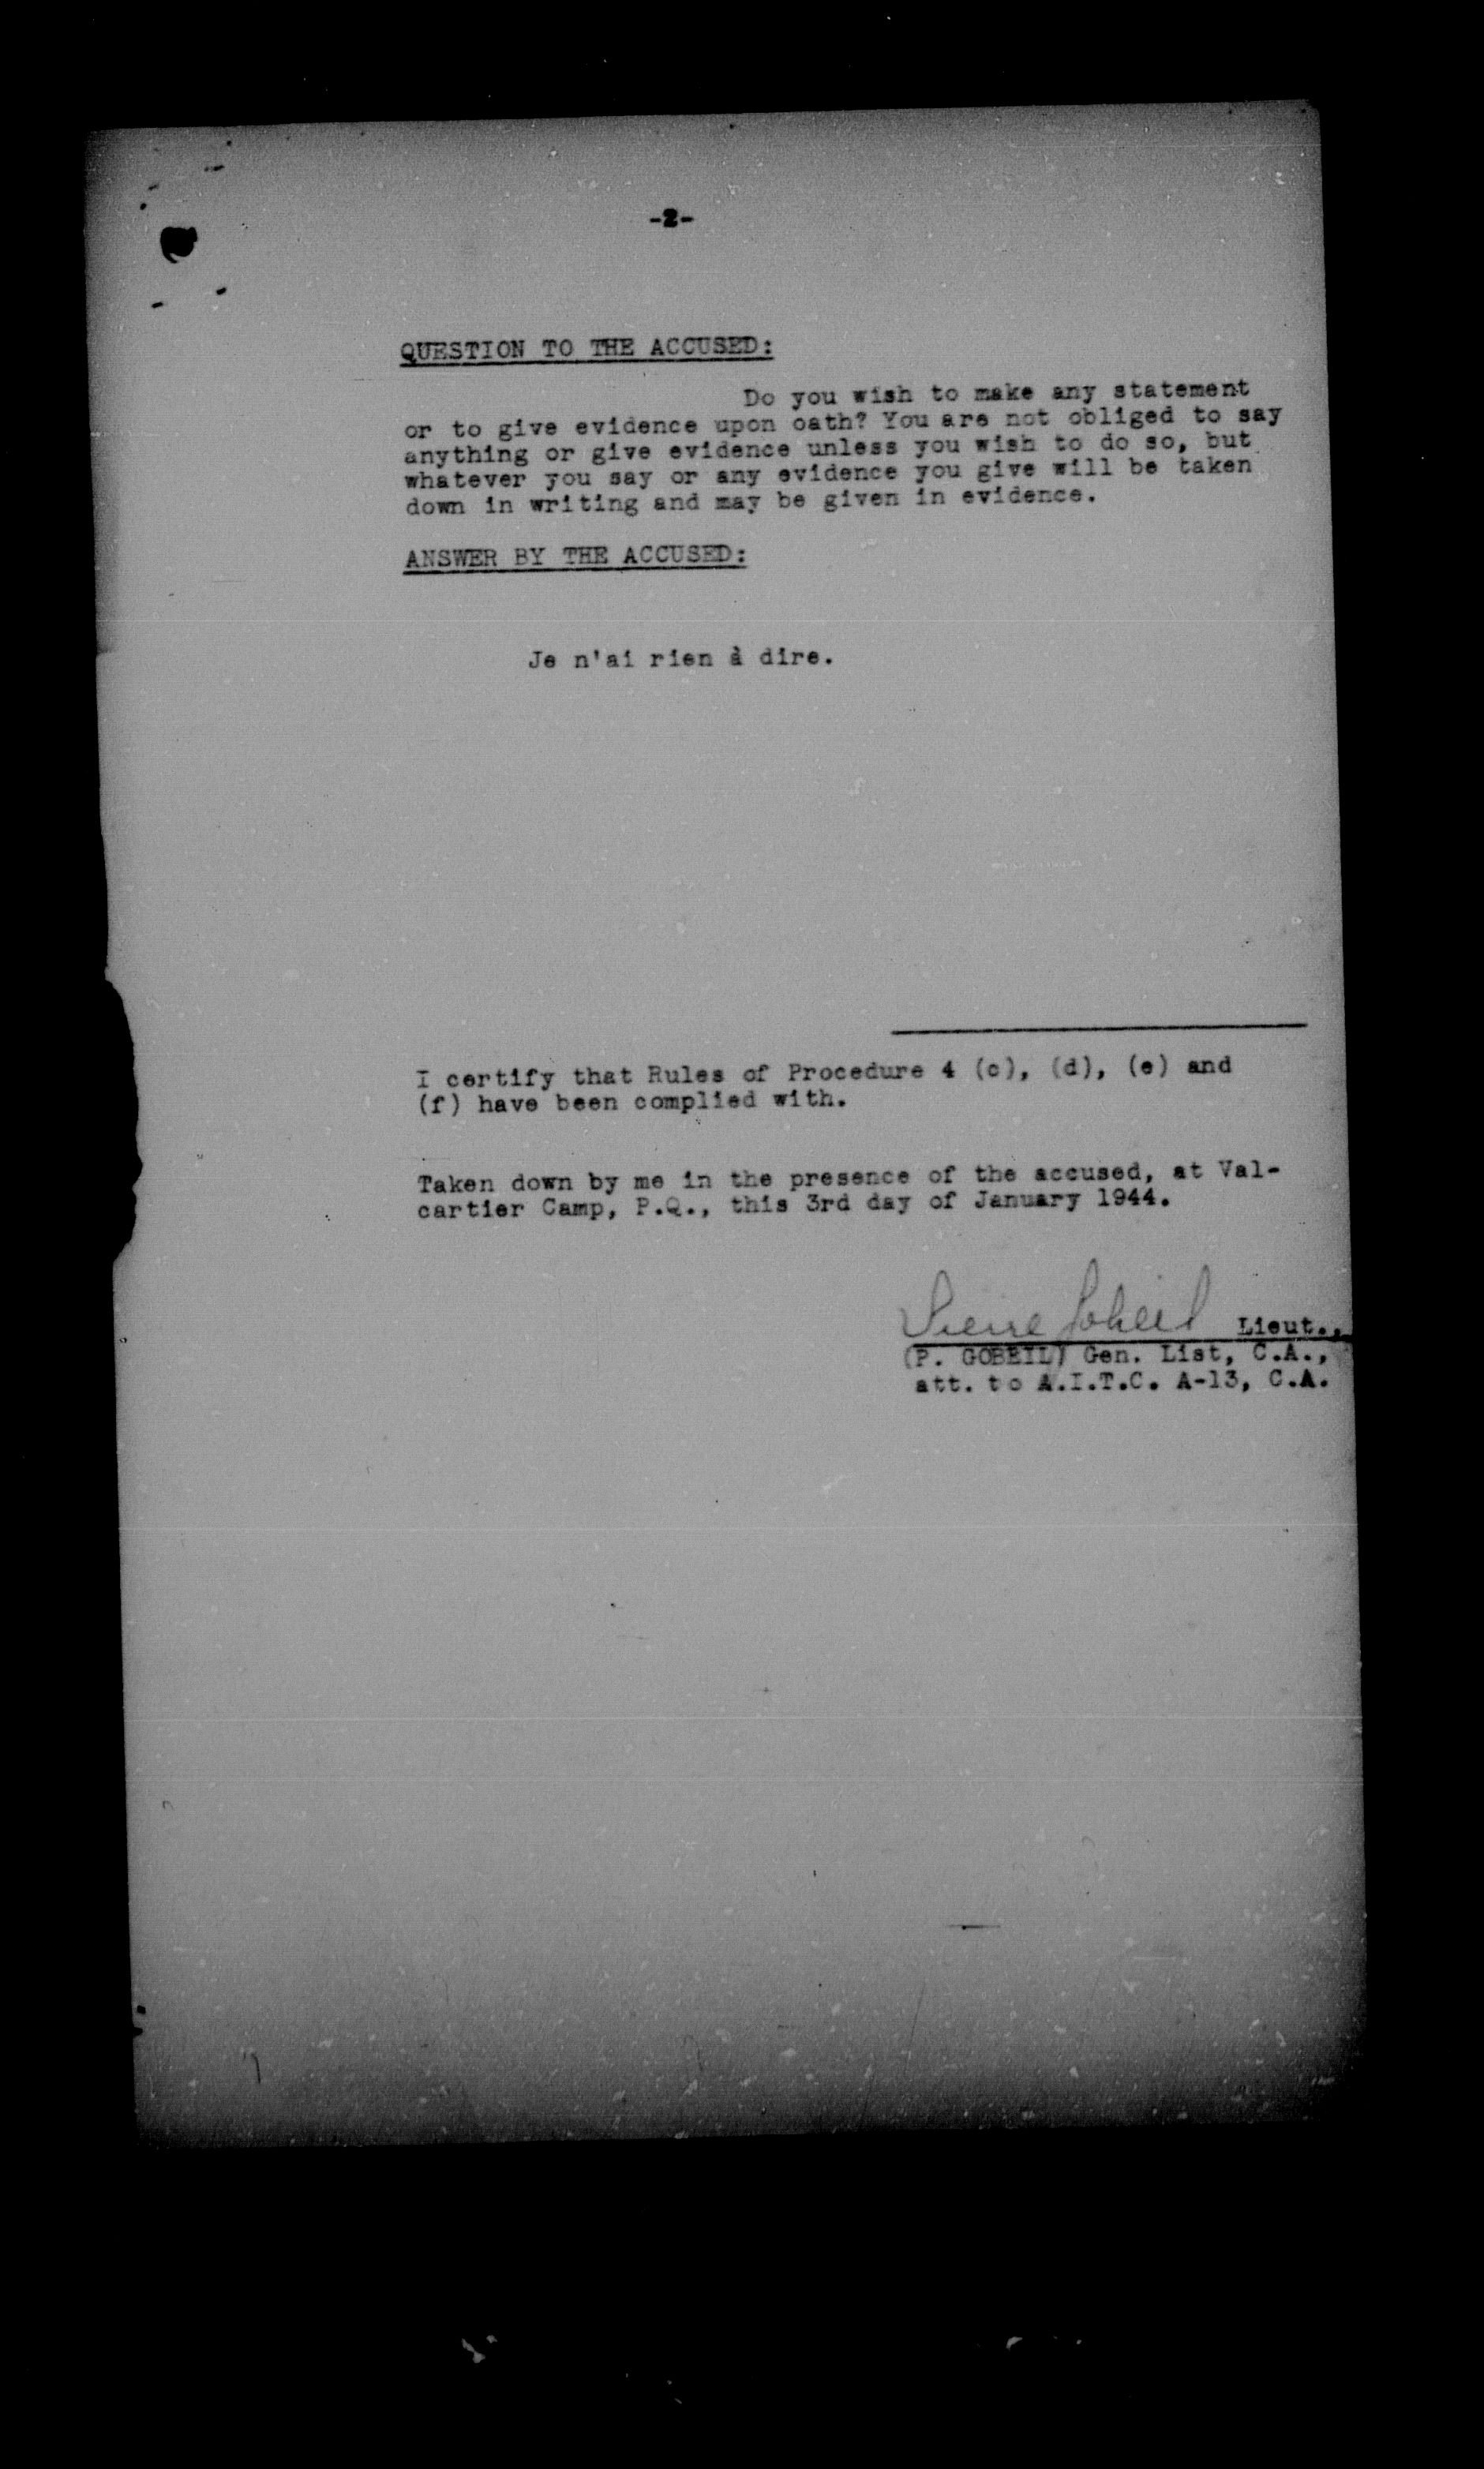 -2-
QUESTION TO THE ACCUSED:
Do you wish to make any statement
or to give evidence upon oath? You are not obliged to say
anything or give evidence unless you wish to do so, but
whatever you say or any evidence you give will be taken
down in writing and may be given in evidence.
ANSWER BY THE ACCUSED:
Je n'ai rien à dire.
I certify that Rules of Procedure 4 (c), (d), (e) and
(f) have been complied with.
Taken down by me in the presence of the accused, at Val-
cartier Camp, P.Q., this 3rd day of January 1944.
Pierre Gobeil Lieut.,
(P. GOBEIL) Gen. List, C.A.,
att. to A.I.T.C. A-13, C.A.